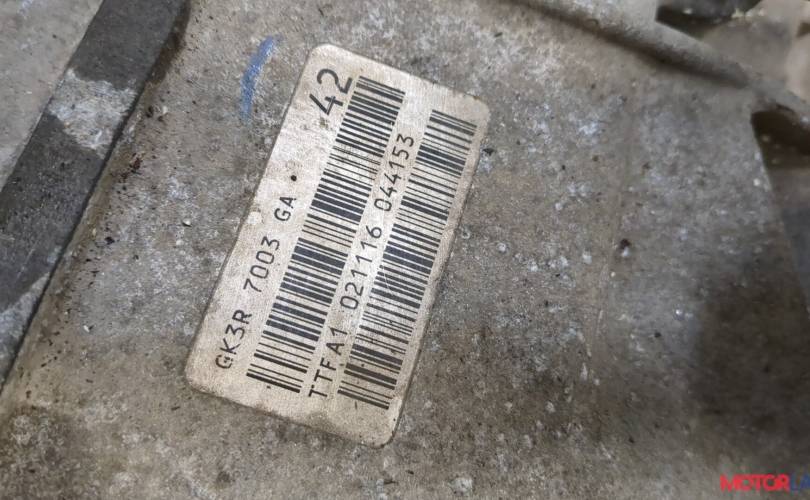 42
GK3R 7003 GA
TTFA1 021116 044153
MOTOR